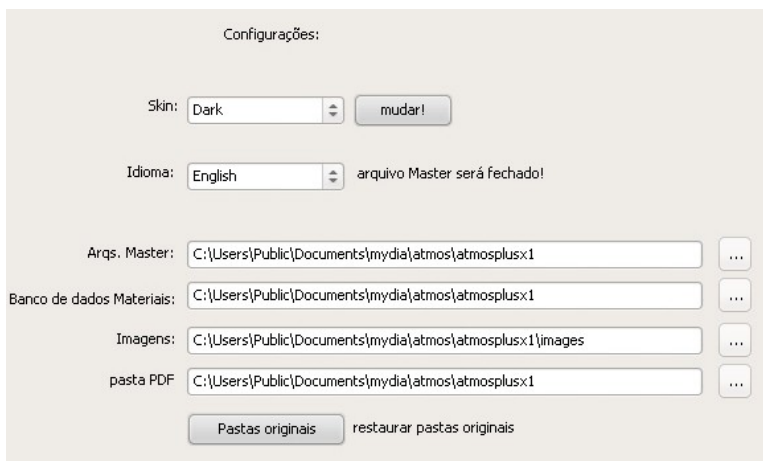 Configurações:
Skin: Dark mudar!
Idioma: English arquivo Master será fechado!
Arqs. Master: C:\Users\Public\Documents\mydia\atmos\atmosplusx1 ...
Banco de dados Materiais: C:\Users\Public\Documents\mydia\atmos\atmosplusx1 ...
Imagens: C:\Users\Public\Documents\mydia\atmos\atmosplusx1\images ...
pasta PDF C:\Users\Public\Documents\mydia\atmos\atmosplusx1 ...
Pastas originais restaurar pastas originais